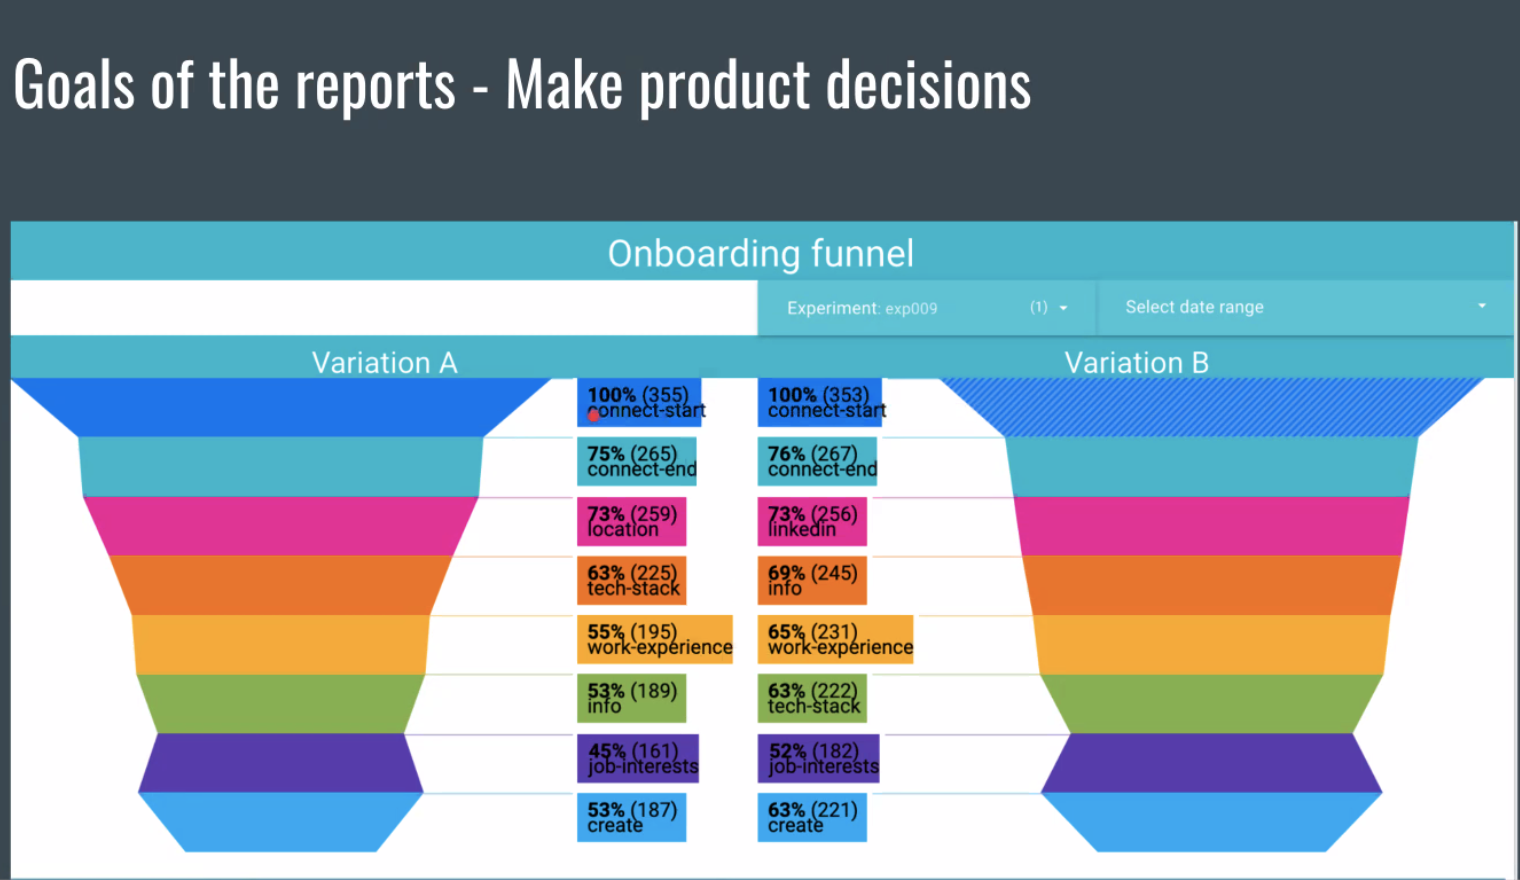 Goals of the reports - Make product decisions
Onboarding funnel
Experiment: exp009 (1)
Select date range
Variation A
Variation B
100% (355)
connect-start
75% (265)
connect-end
73% (259)
location
63% (225)
tech-stack
55% (195)
work-experience
53% (189)
info
45% (161)
job-interests
53% (187)
create
100% (353)
connect-start
76% (267)
connect-end
73% (256)
linkedin
69% (245)
info
65% (231)
work-experience
63% (222)
tech-stack
52% (182)
job-interests
63% (221)
create